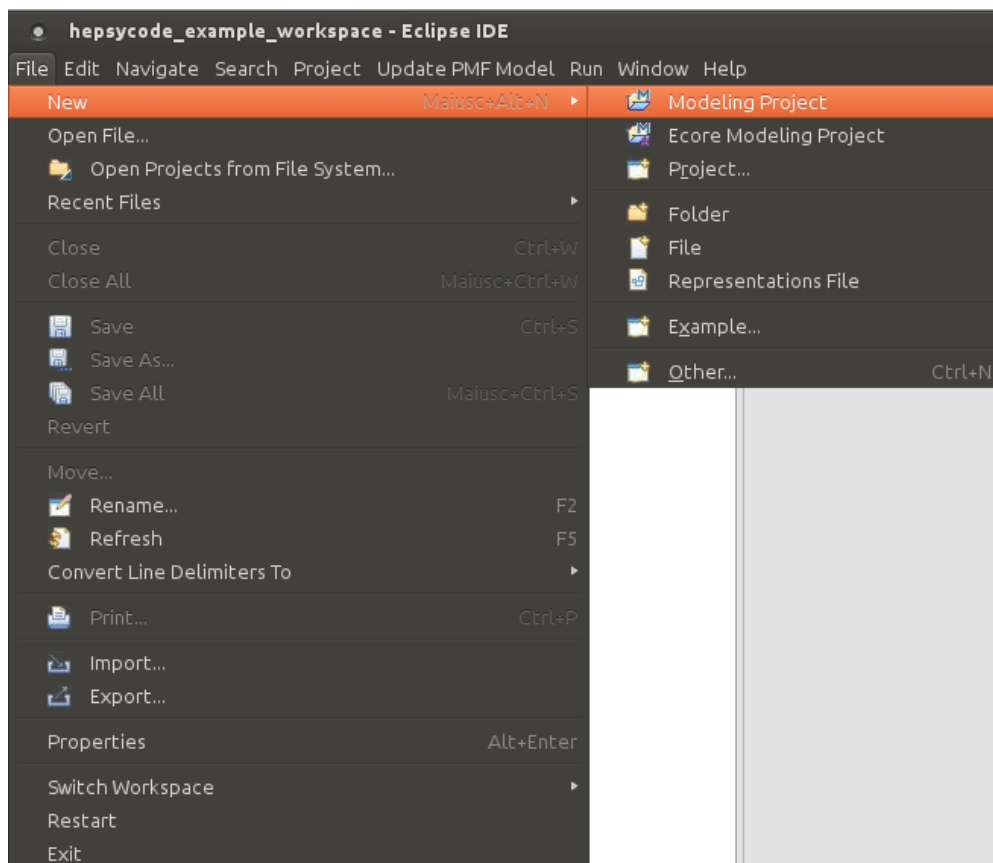 hepsycode_example_workspace - Eclipse IDE
File Edit Navigate Search Project Update PMF Model Run Window Help
New Maiusc+Alt+N
Open File...
Open Projects from File System...
Recent Files
Close Ctrl+W
Close All Maiusc+Ctrl+W
Save Ctrl+S
Save As...
Save All Maiusc+Ctrl+S
Revert
Move...
Rename... F2
Refresh F5
Convert Line Delimiters To
Print... Ctrl+P
Import...
Export...
Properties Alt+Enter
Switch Workspace
Restart
Exit
Modeling Project
Ecore Modeling Project
Project...
Folder
File
Representations File
Example...
Other... Ctrl+N